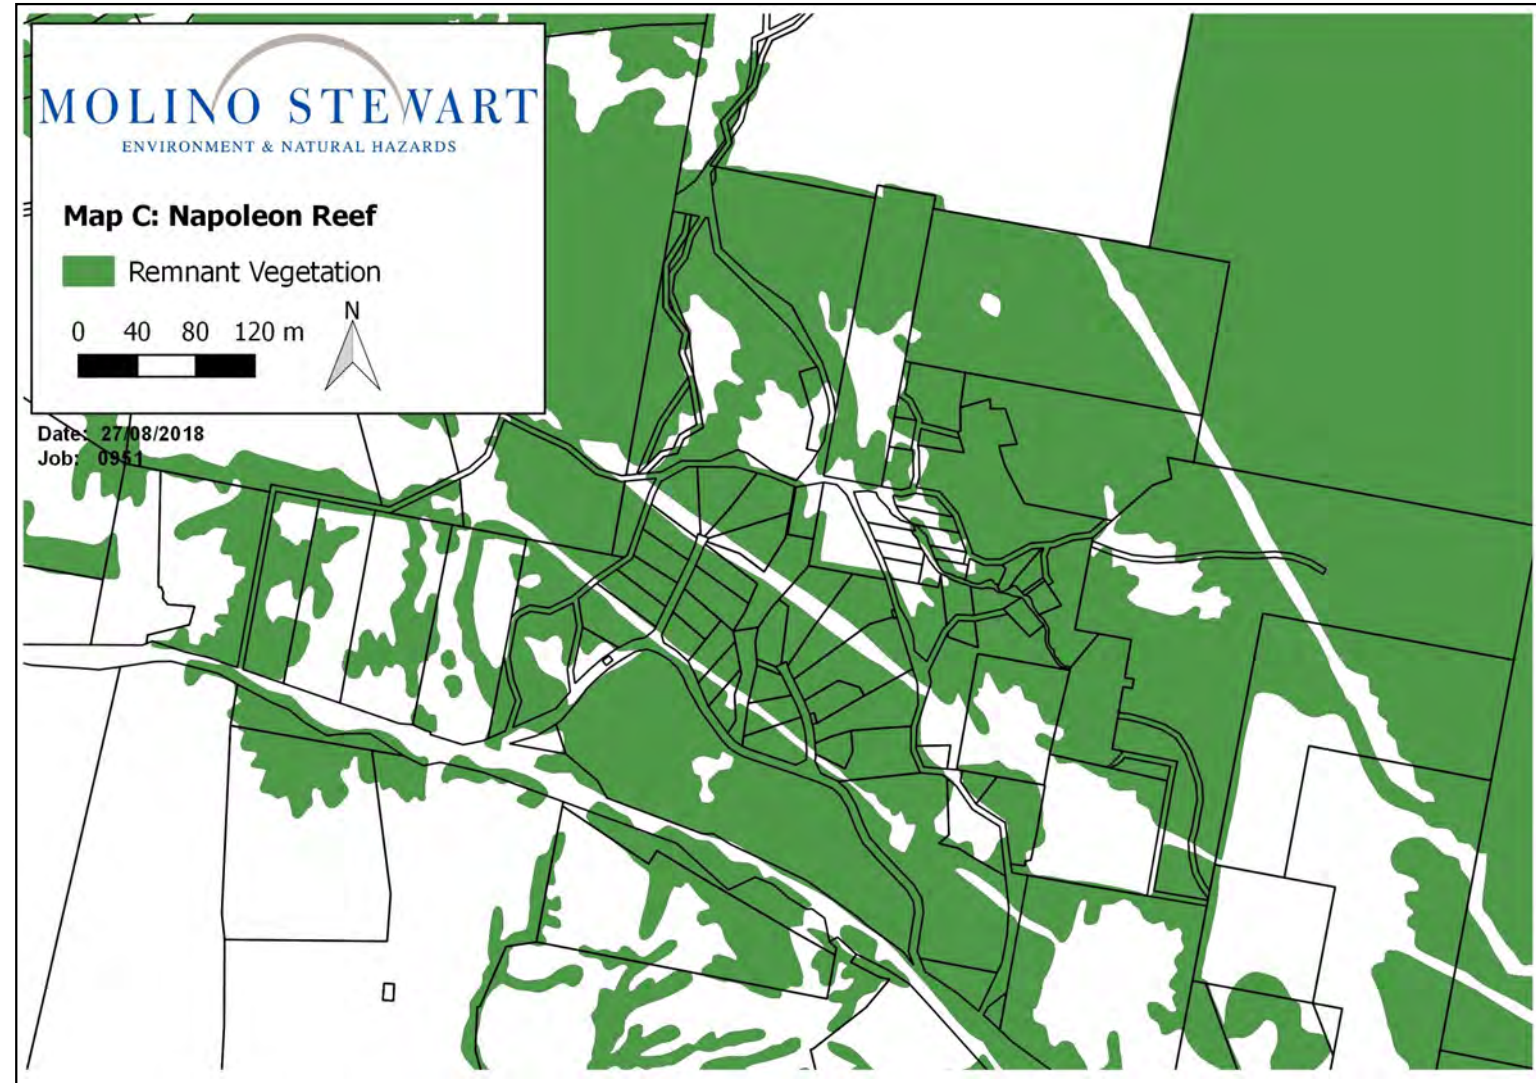 MOLINO STEWART
ENVIRONMENT & NATURAL HAZARDS
Map C: Napoleon Reef
Remnant Vegetation
N
0 40 80 120 m
Date: 27/08/2018
Job: 0951